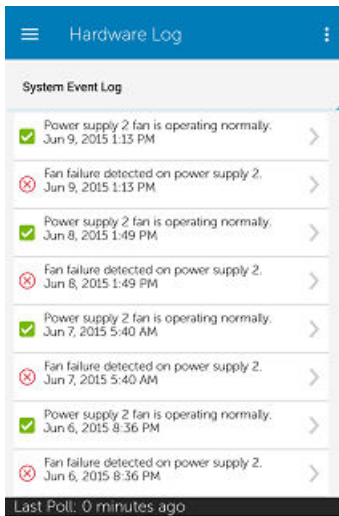 Hardware Log
System Event Log
Power supply 2 fan is operating normally.
Jun 9, 2015 1:13 PM
Fan failure detected on power supply 2.
Jun 9, 2015 1:13 PM
Power supply 2 fan is operating normally.
Jun 8, 2015 1:49 PM
Fan failure detected on power supply 2.
Jun 8, 2015 1:49 PM
Power supply 2 fan is operating normally.
Jun 7, 2015 5:40 AM
Fan failure detected on power supply 2.
Jun 7, 2015 5:40 AM
Power supply 2 fan is operating normally.
Jun 6, 2015 8:36 PM
Fan failure detected on power supply 2.
Jun 6, 2015 8:36 PM
Last Poll: 0 minutes ago